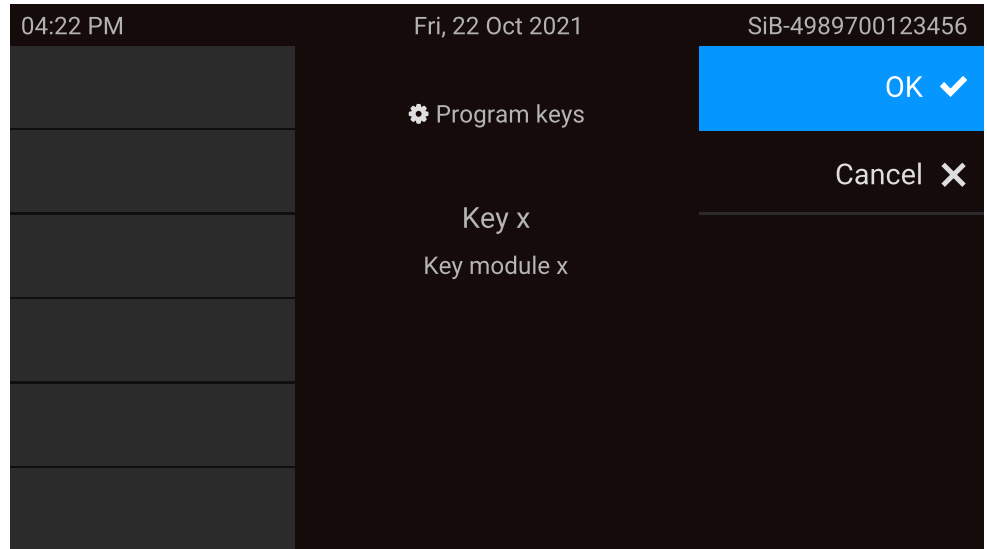 04:22 PM Fri, 22 Oct 2021 SiB-4989700123456
OK
Program keys
Cancel
Key x
Key module x